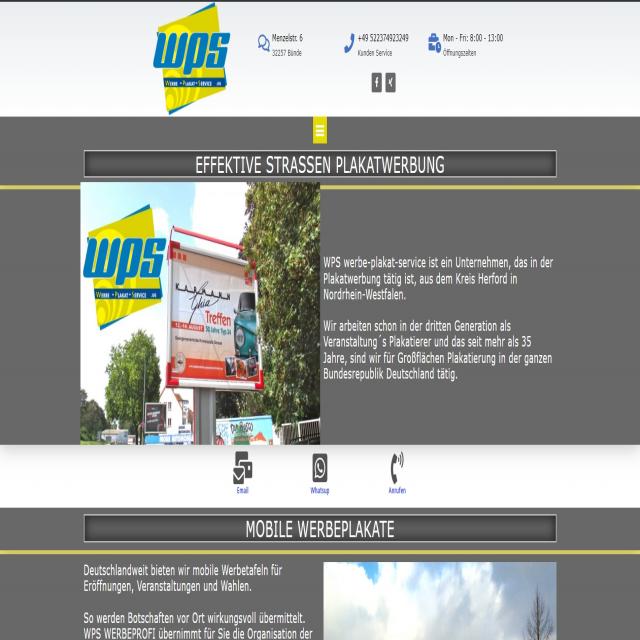 wps
WERBE • PLAKAT • SERVICE
Menzelstr. 6
32257 Bünde
+49 522374923249
Kunden Service
Mon - Fri: 8:00 - 13:00
Öffnungszeiten
EFFEKTIVE STRASSEN PLAKATWERBUNG
wps
WERBE • PLAKAT • SERVICE
KARMANN
Ghia
Treffen
WPS werbe-plakat-service ist ein Unternehmen, das in der
Plakatwerbung tätig ist, aus dem Kreis Herford in
Nordrhein-Westfalen.
Wir arbeiten schon in der dritten Generation als
Veranstaltung´s Plakatierer und das seit mehr als 35
Jahre, sind wir für Großflächen Plakatierung in der ganzen
Bundesrepublik Deutschland tätig.
Email
Whatsup
Anrufen
MOBILE WERBEPLAKATE
Deutschlandweit bieten wir mobile Werbetafeln für
Eröffnungen, Veranstaltungen und Wahlen.
So werden Botschaften vor Ort wirkungsvoll übermittelt.
WPS WERBEPROFI übernimmt für Sie die Organisation der